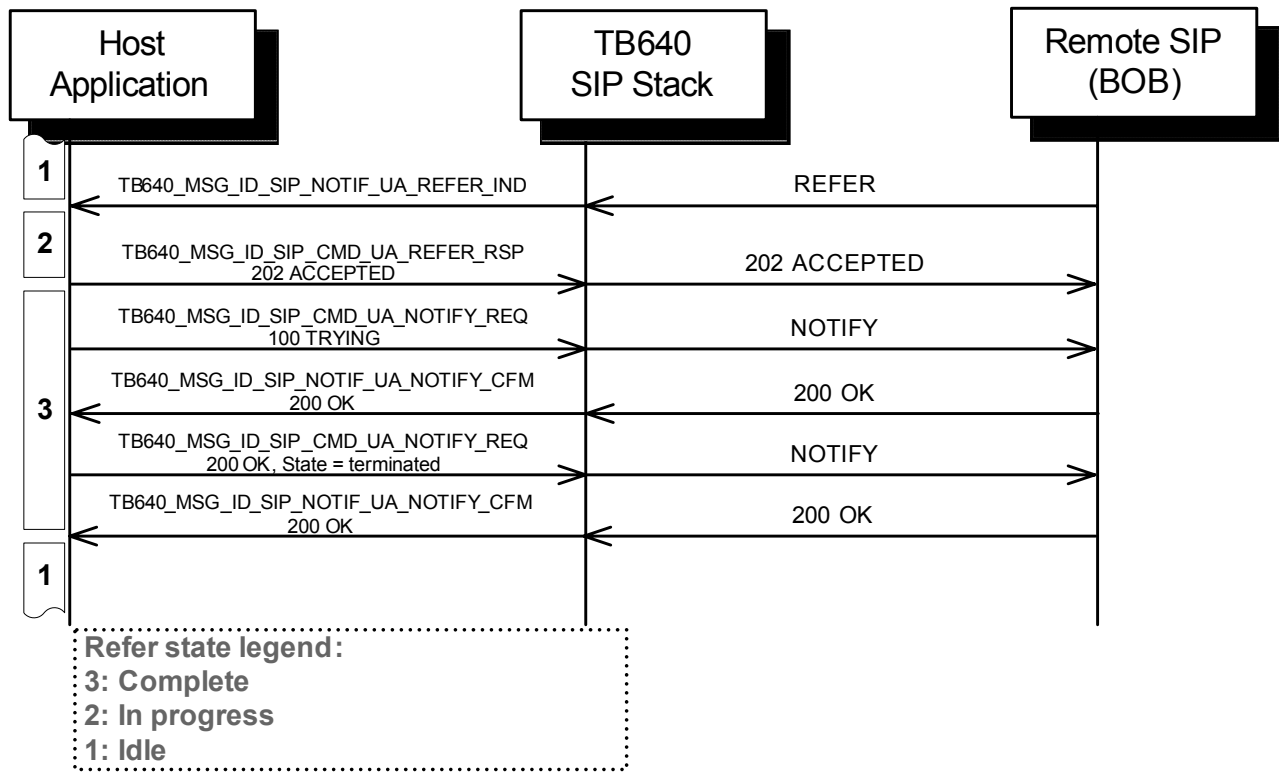 Host
Application
TB640
SIP Stack
Remote SIP
(BOB)
1
TB640_MSG_ID_SIP_NOTIF_UA_REFER_IND
REFER
2
TB640_MSG_ID_SIP_CMD_UA_REFER_RSP
202 ACCEPTED
202 ACCEPTED
TB640_MSG_ID_SIP_CMD_UA_NOTIFY_REQ
100 TRYING
NOTIFY
TB640_MSG_ID_SIP_NOTIF_UA_NOTIFY_CFM
200 OK
200 OK
3
TB640_MSG_ID_SIP_CMD_UA_NOTIFY_REQ
200 OK, State = terminated
NOTIFY
TB640_MSG_ID_SIP_NOTIF_UA_NOTIFY_CFM
200 OK
200 OK
1
Refer state legend:
3: Complete
2: In progress
1: Idle